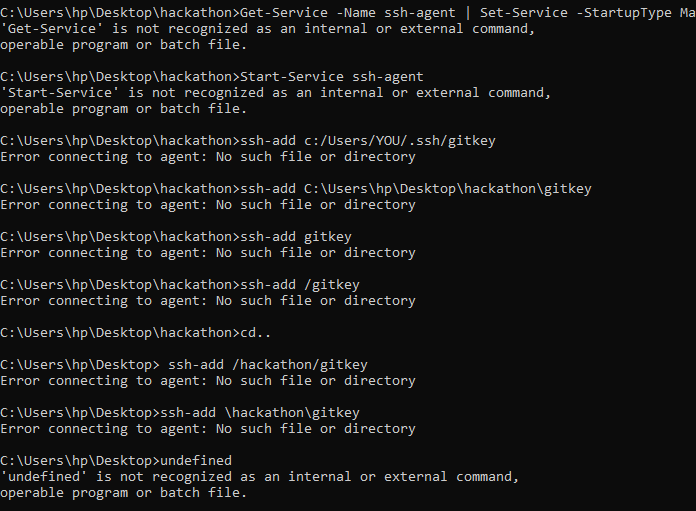 C:\Users\hp\Desktop\hackathon>Get-Service -Name ssh-agent | Set-Service -StartupType Ma
'Get-Service' is not recognized as an internal or external command,
operable program or batch file.
C:\Users\hp\Desktop\hackathon>Start-Service ssh-agent
'Start-Service' is not recognized as an internal or external command,
operable program or batch file.
C:\Users\hp\Desktop\hackathon>ssh-add c:/Users/YOU/.ssh/gitkey
Error connecting to agent: No such file or directory
C:\Users\hp\Desktop\hackathon>ssh-add C:\Users\hp\Desktop\hackathon\gitkey
Error connecting to agent: No such file or directory
C:\Users\hp\Desktop\hackathon>ssh-add gitkey
Error connecting to agent: No such file or directory
C:\Users\hp\Desktop\hackathon>ssh-add /gitkey
Error connecting to agent: No such file or directory
C:\Users\hp\Desktop\hackathon>cd..
C:\Users\hp\Desktop> ssh-add /hackathon/gitkey
Error connecting to agent: No such file or directory
C:\Users\hp\Desktop>ssh-add \hackathon\gitkey
Error connecting to agent: No such file or directory
C:\Users\hp\Desktop>undefined
'undefined' is not recognized as an internal or external command,
operable program or batch file.